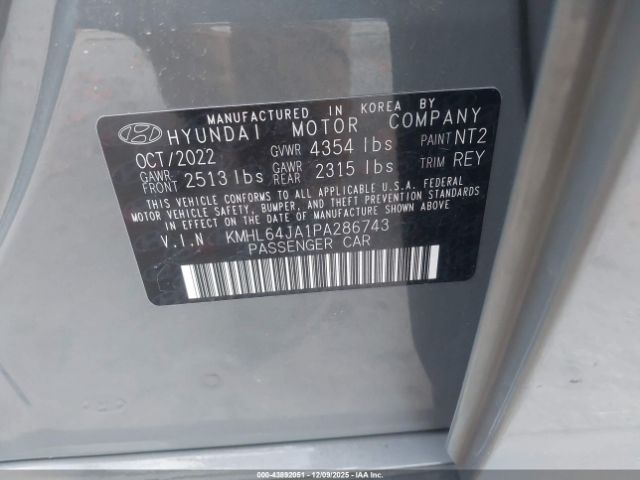 MANUFACTURED IN KOREA BY
HYUNDAI MOTOR COMPANY
OCT/2022 GVWR 4354 lbs PAINT NT2
GAWR FRONT 2513 lbs GAWR REAR 2315 lbs TRIM REY
THIS VEHICLE CONFORMS TO ALL APPLICABLE U.S.A. FEDERAL
MOTOR VEHICLE SAFETY, BUMPER, AND THEFT PREVENTION STANDARDS
IN EFFECT ON THE DATE OF MANUFACTURE SHOWN ABOVE
V.I.N KMHL64JA1PA286743
PASSENGER CAR
000-43892051 - 12/09/2025 - IAA, Inc.